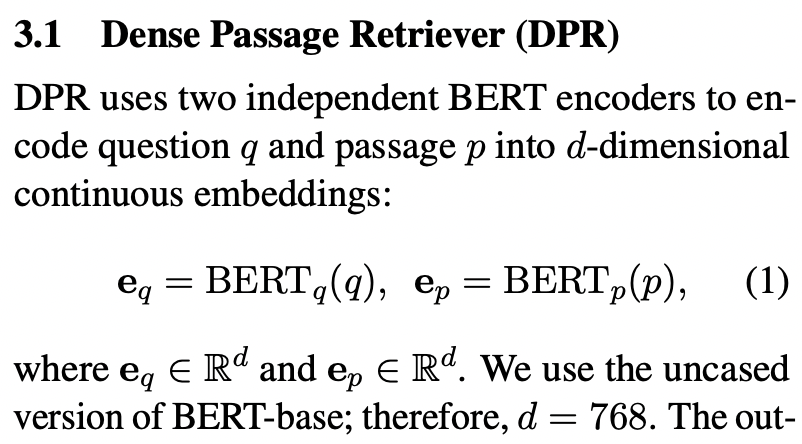 3.1 Dense Passage Retriever (DPR)
DPR uses two independent BERT encoders to en-
code question q and passage p into d-dimensional
continuous embeddings:
e_q = BERT_q(q), e_p = BERT_p(p), (1)
where e_q ∈ ℝ^d and e_p ∈ ℝ^d. We use the uncased
version of BERT-base; therefore, d = 768. The out-